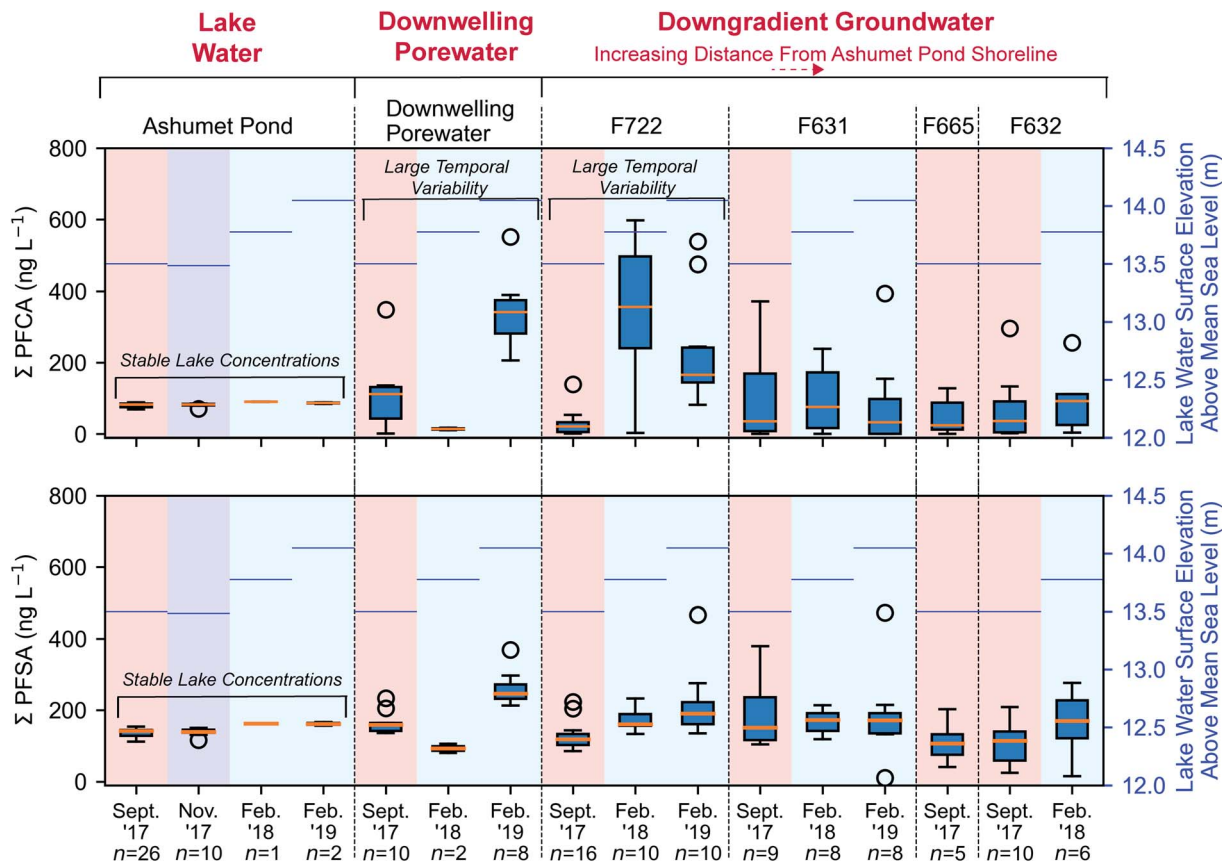 Lake
Water
Downwelling
Porewater
Downgradient Groundwater
Increasing Distance From Ashumet Pond Shoreline
Ashumet Pond
Downwelling
Porewater
F722
F631
F665
F632
800
600
400
200
0
Σ PFCA (ng L⁻¹)
Large Temporal
Variability
Large Temporal
Variability
Stable Lake Concentrations
14.5
14.0
13.5
13.0
12.5
12.0
Lake Water Surface Elevation
Above Mean Sea Level (m)
800
600
400
200
0
Σ PFSA (ng L⁻¹)
Stable Lake Concentrations
14.5
14.0
13.5
13.0
12.5
12.0
Lake Water Surface Elevation
Above Mean Sea Level (m)
Sept. Nov. Feb. Feb. Sept. Feb. Feb. Sept. Feb. Feb. Sept. Feb. Feb. Sept. Sept. Feb.
'17 '17 '18 '19 '17 '18 '19 '17 '18 '19 '17 '18 '19 '17 '17 '18
n=26 n=10 n=1 n=2 n=10 n=2 n=8 n=16 n=10 n=10 n=9 n=8 n=8 n=5 n=10 n=6